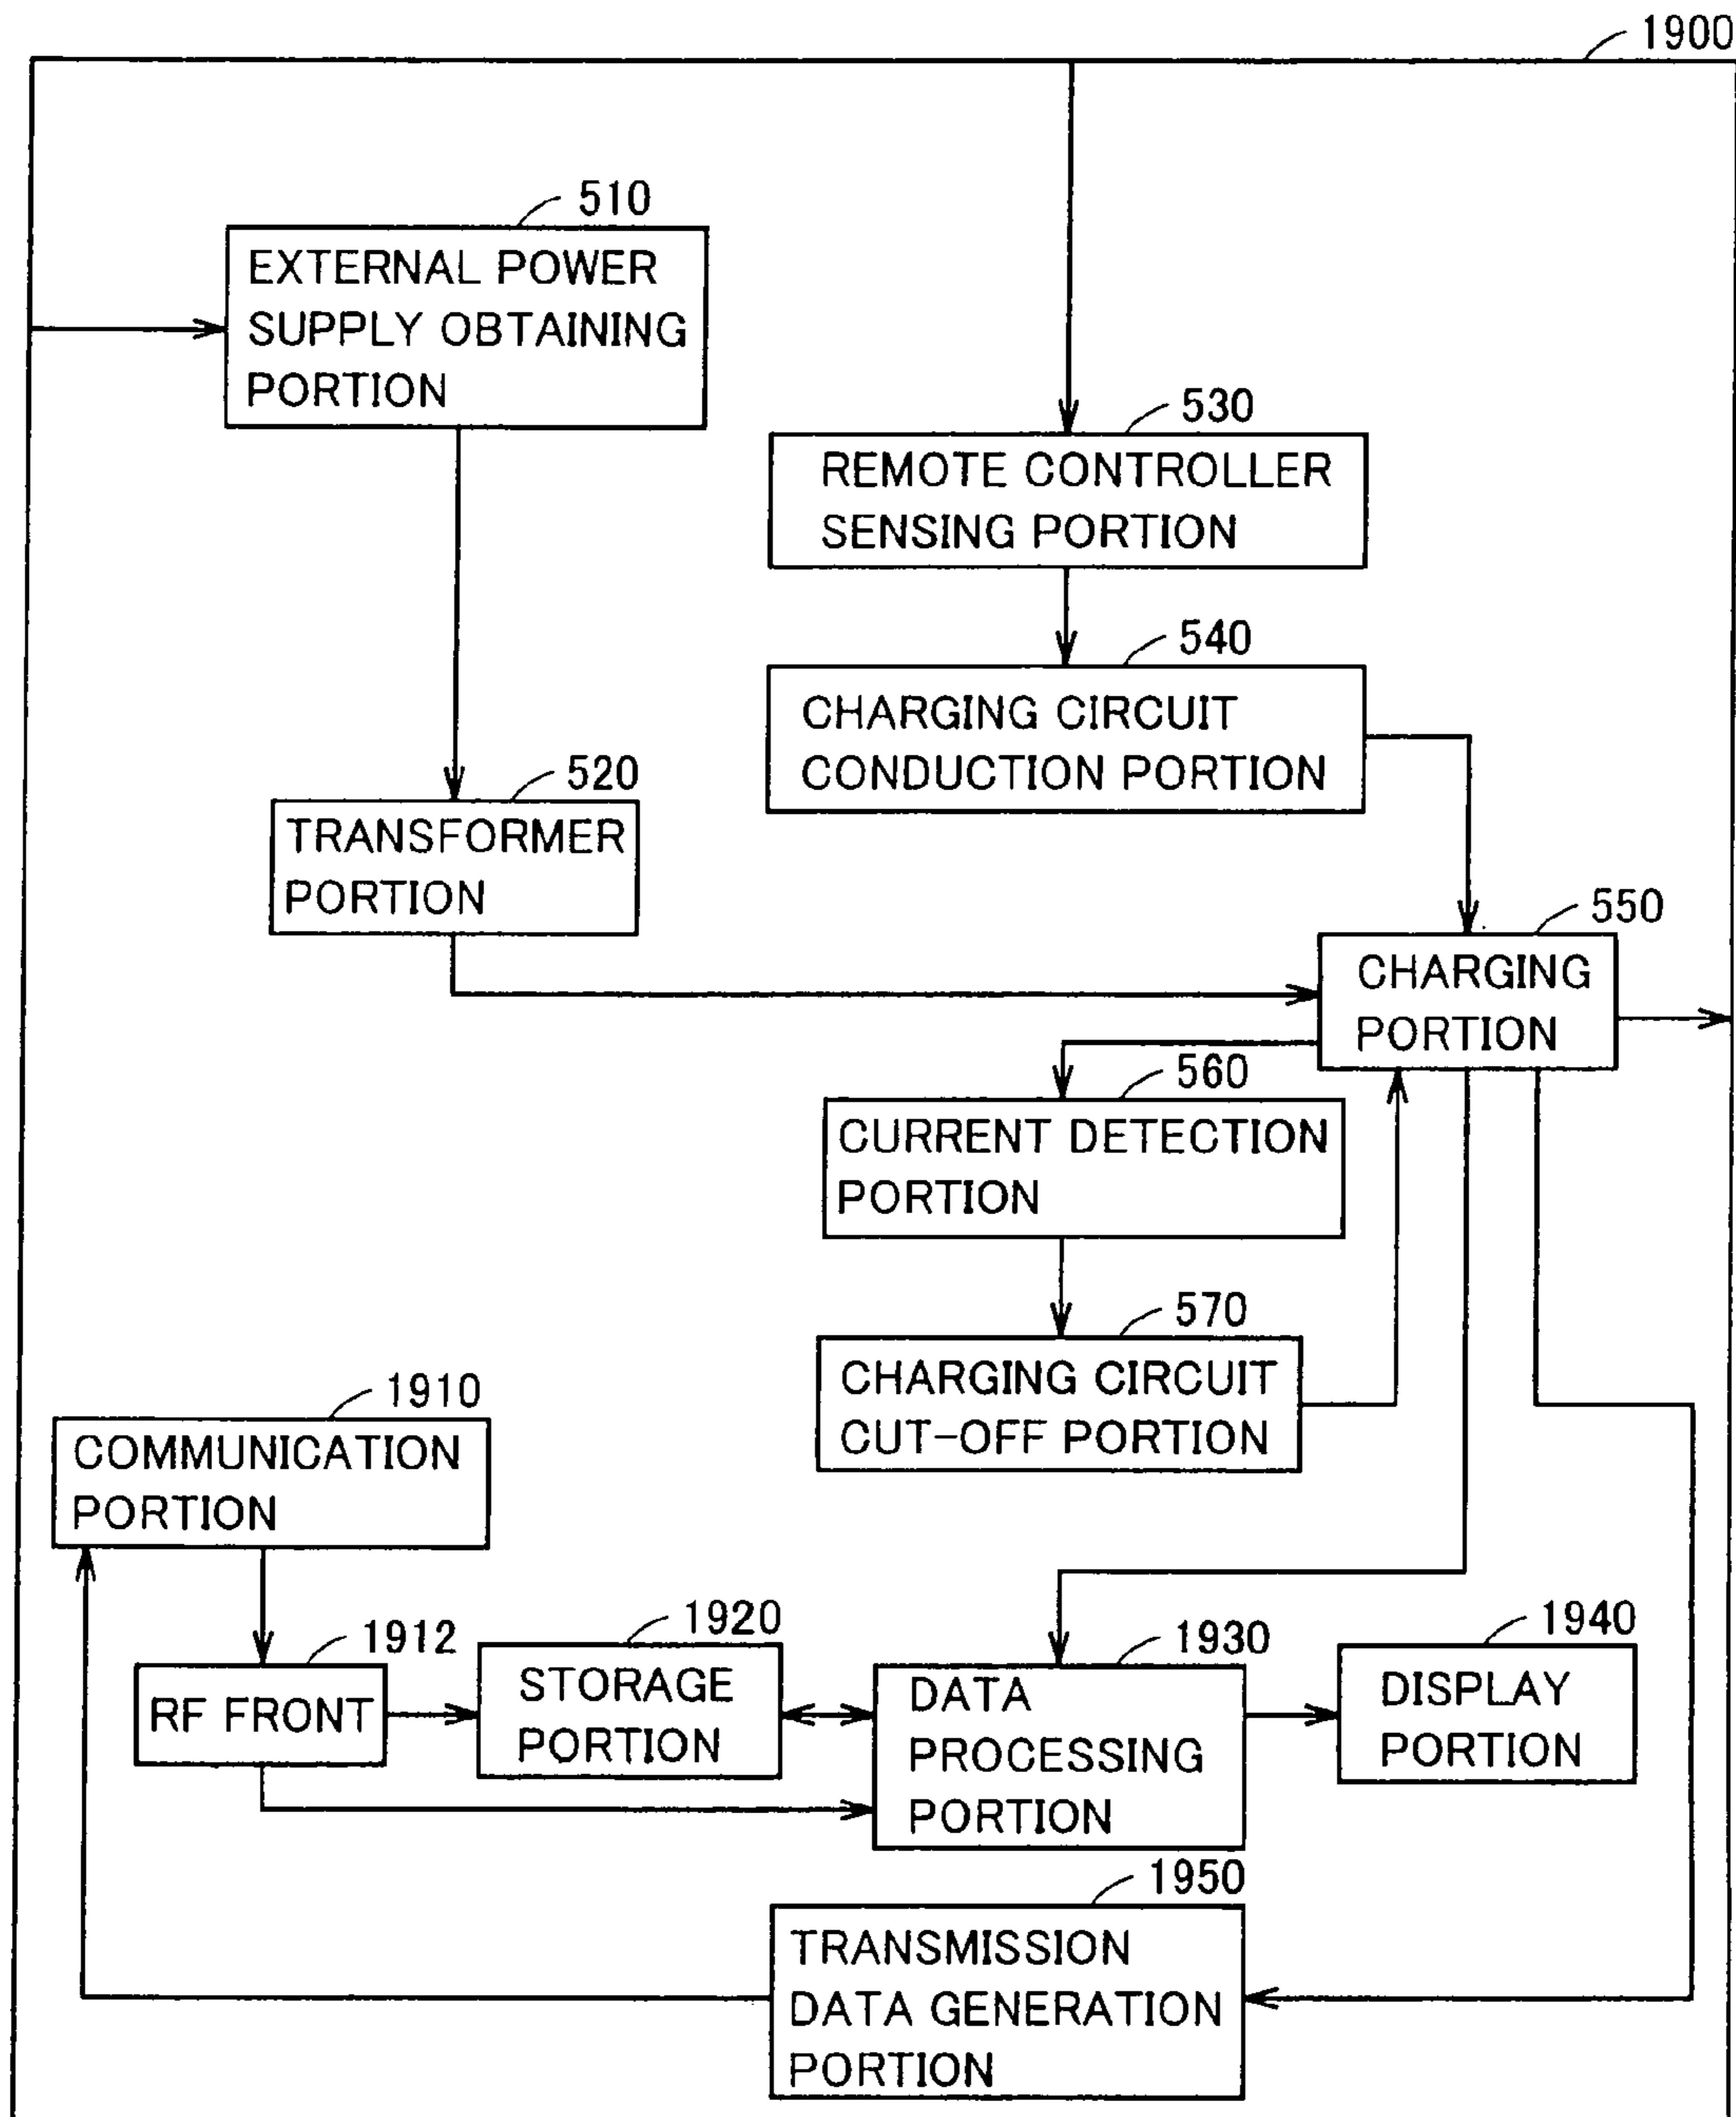 1900
510
EXTERNAL POWER
SUPPLY OBTAINING
PORTION
530
REMOTE CONTROLLER
SENSING PORTION
540
CHARGING CIRCUIT
CONDUCTION PORTION
520
TRANSFORMER
PORTION
550
CHARGING
PORTION
560
CURRENT DETECTION
PORTION
570
CHARGING CIRCUIT
CUT-OFF PORTION
1910
COMMUNICATION
PORTION
1912
RF FRONT
1920
STORAGE
PORTION
1930
DATA
PROCESSING
PORTION
1940
DISPLAY
PORTION
1950
TRANSMISSION
DATA GENERATION
PORTION